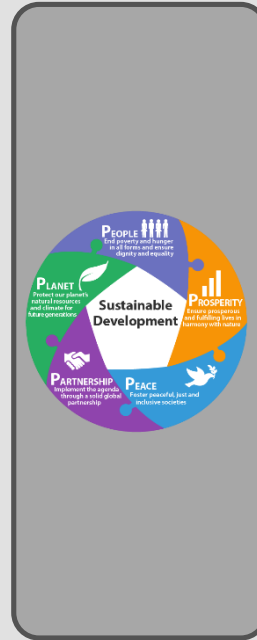 PEOPLE
End poverty and hunger
in all forms and ensure
dignity and equality
PROSPERITY
Ensure prosperous
and fulfilling lives in
harmony with nature
PEACE
Foster peaceful, just and
inclusive societies
PARTNERSHIP
Implement the agenda
through a solid global
partnership
PLANET
Protect our planet's
natural resources
and climate for
future generations
Sustainable
Development